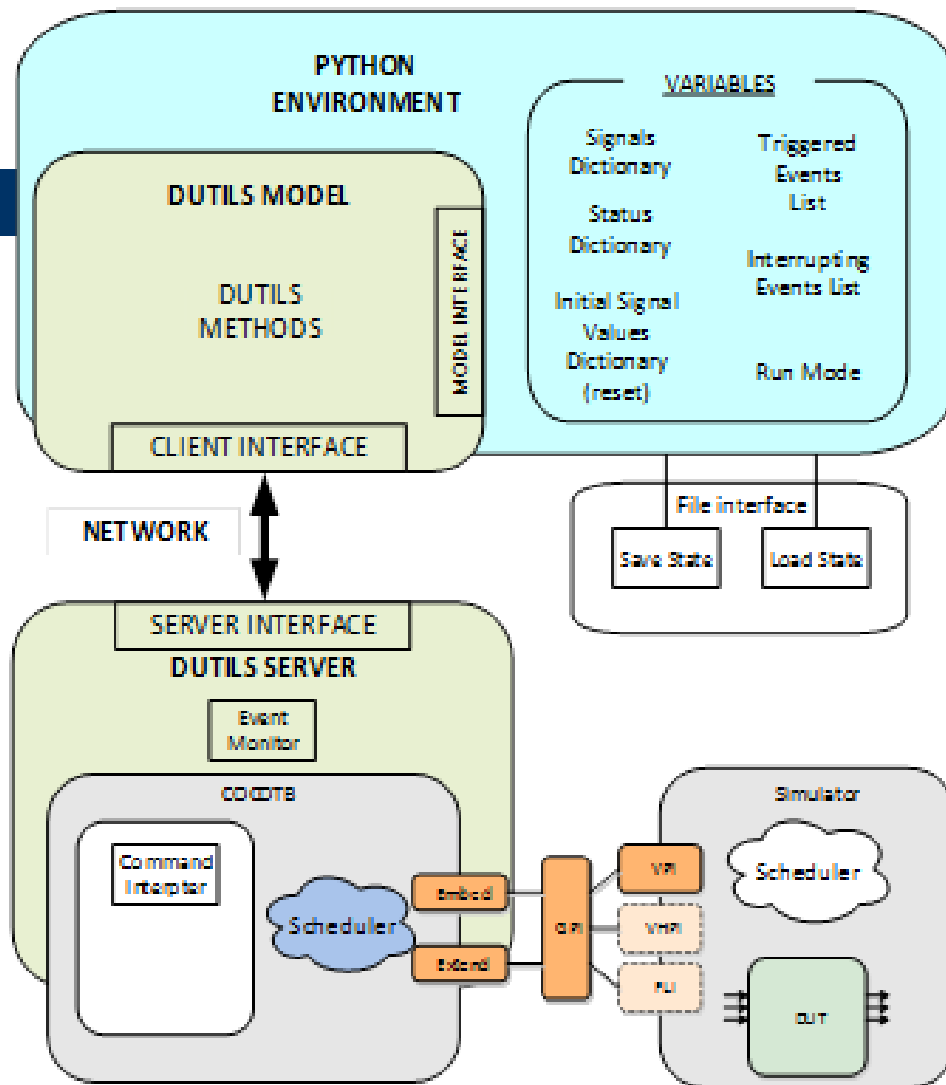 PYTHON
ENVIRONMENT
VARIABLES
Signals
Dictionary
Status
Dictionary
Initial Signal
Values
Dictionary
(reset)
Triggered
Events
List
Interrupting
Events List
Run Mode
DUTILS MODEL
DUTILS
METHODS
MODEL INTERFACE
CLIENT INTERFACE
File interface
Save State
Load State
NETWORK
SERVER INTERFACE
DUTILS SERVER
Event
Monitor
COCOTB
Command
Interpter
Scheduler
Embed
Extend
GPI
VPI
VHPI
PLI
Simulator
Scheduler
DUT